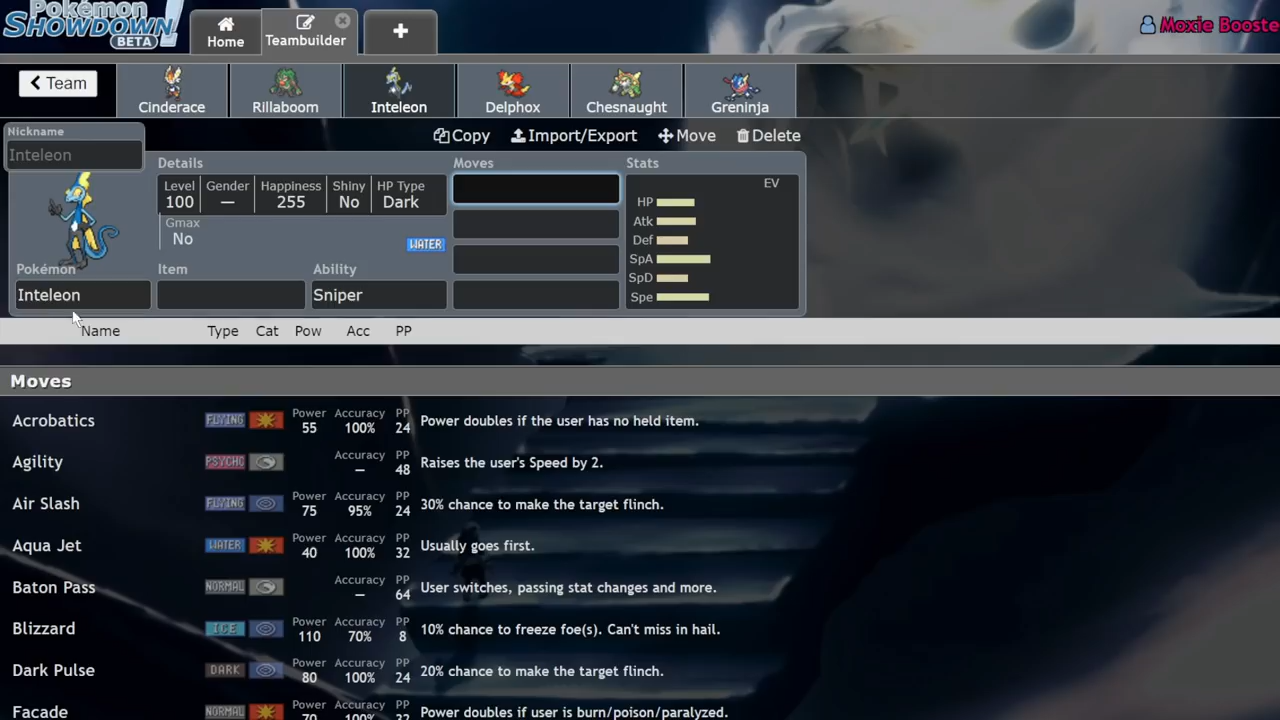 Pokémon
SHOWDOWN!
BETA
Home
Teambuilder
+
Moxie Booste
Team
Cinderace
Rillaboom
Inteleon
Delphox
Chesnaught
Greninja
Copy Import/Export Move Delete
Nickname
Inteleon
Details
Level Gender Happiness Shiny HP Type
100 — 255 No Dark
Gmax
No
WATER
Pokémon Item Ability
Inteleon Sniper
Moves
Stats
EV
HP
Atk
Def
SpA
SpD
Spe
Name Type Cat Pow Acc PP
Moves
Acrobatics FLYING Power 55 Accuracy 100% PP 24 Power doubles if the user has no held item.
Agility PSYCHC Accuracy — PP 48 Raises the user's Speed by 2.
Air Slash FLYING Power 75 Accuracy 95% PP 24 30% chance to make the target flinch.
Aqua Jet WATER Power 40 Accuracy 100% PP 32 Usually goes first.
Baton Pass NORMAL Accuracy — PP 64 User switches, passing stat changes and more.
Blizzard ICE Power 110 Accuracy 70% PP 8 10% chance to freeze foe(s). Can't miss in hail.
Dark Pulse DARK Power 80 Accuracy 100% PP 24 20% chance to make the target flinch.
Facade NORMAL Power 70 Accuracy 100% PP 32 Power doubles if user is burn/poison/paralyzed.